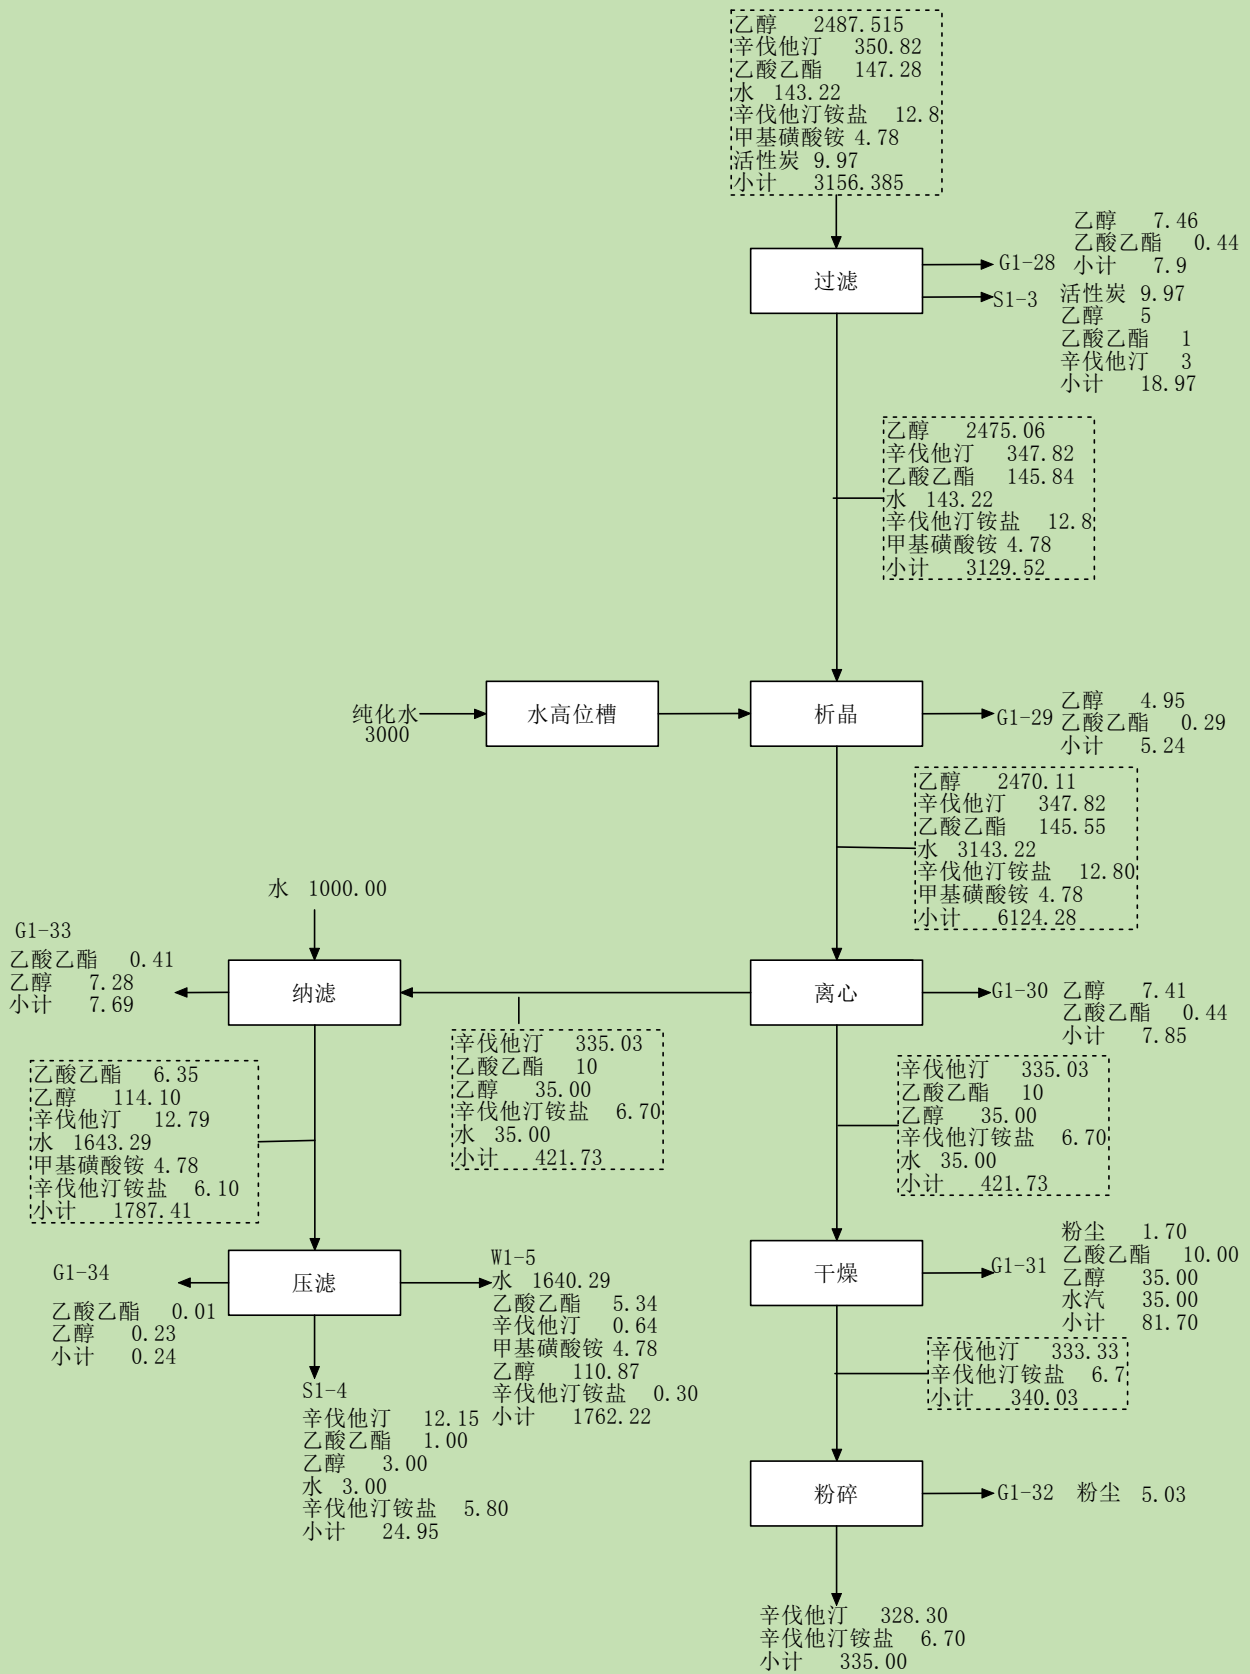 乙醇 2487.515
辛伐他汀 350.82
乙酸乙酯 147.28
水 143.22
辛伐他汀铵盐 12.8
甲基磺酸铵 4.78
活性炭 9.97
小计 3156.385
过滤
G1-28
乙醇 7.46
乙酸乙酯 0.44
小计 7.9
S1-3
活性炭 9.97
乙醇 5
乙酸乙酯 1
辛伐他汀 3
小计 18.97
乙醇 2475.06
辛伐他汀 347.82
乙酸乙酯 145.84
水 143.22
辛伐他汀铵盐 12.8
甲基磺酸铵 4.78
小计 3129.52
纯化水
3000
水高位槽
析晶
G1-29
乙醇 4.95
乙酸乙酯 0.29
小计 5.24
乙醇 2470.11
辛伐他汀 347.82
乙酸乙酯 145.55
水 3143.22
辛伐他汀铵盐 12.80
甲基磺酸铵 4.78
小计 6124.28
水 1000.00
G1-33
乙酸乙酯 0.41
乙醇 7.28
小计 7.69
纳滤
离心
G1-30
乙醇 7.41
乙酸乙酯 0.44
小计 7.85
辛伐他汀 335.03
乙酸乙酯 10
乙醇 35.00
辛伐他汀铵盐 6.70
水 35.00
小计 421.73
辛伐他汀 335.03
乙酸乙酯 10
乙醇 35.00
辛伐他汀铵盐 6.70
水 35.00
小计 421.73
乙酸乙酯 6.35
乙醇 114.10
辛伐他汀 12.79
水 1643.29
甲基磺酸铵 4.78
辛伐他汀铵盐 6.10
小计 1787.41
G1-34
乙酸乙酯 0.01
乙醇 0.23
小计 0.24
压滤
W1-5
水 1640.29
乙酸乙酯 5.34
辛伐他汀 0.64
甲基磺酸铵 4.78
乙醇 110.87
辛伐他汀铵盐 0.30
小计 1762.22
S1-4
辛伐他汀 12.15
乙酸乙酯 1.00
乙醇 3.00
水 3.00
辛伐他汀铵盐 5.80
小计 24.95
干燥
G1-31
粉尘 1.70
乙酸乙酯 10.00
乙醇 35.00
水汽 35.00
小计 81.70
辛伐他汀 333.33
辛伐他汀铵盐 6.7
小计 340.03
粉碎
G1-32 粉尘 5.03
辛伐他汀 328.30
辛伐他汀铵盐 6.70
小计 335.00